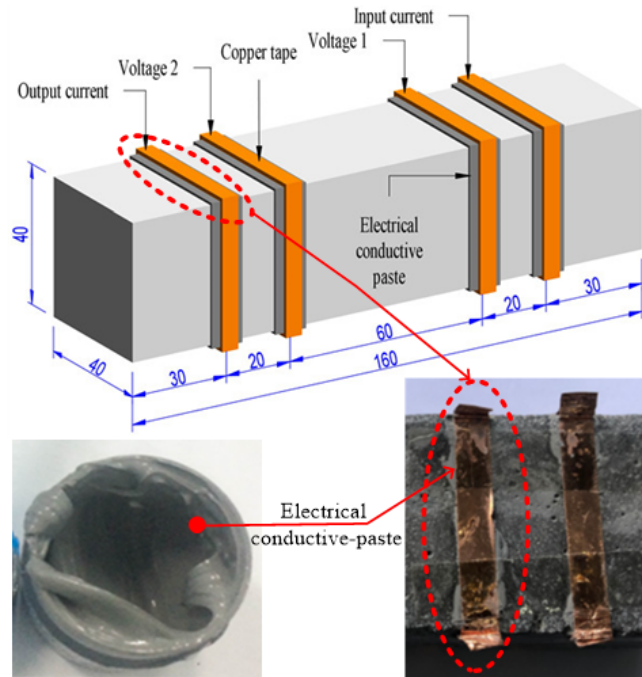 Input current
Voltage 1
Copper tape
Voltage 2
Output current
40
Electrical
conductive
paste
40
30
20
60
20
30
160
Electrical
conductive-paste